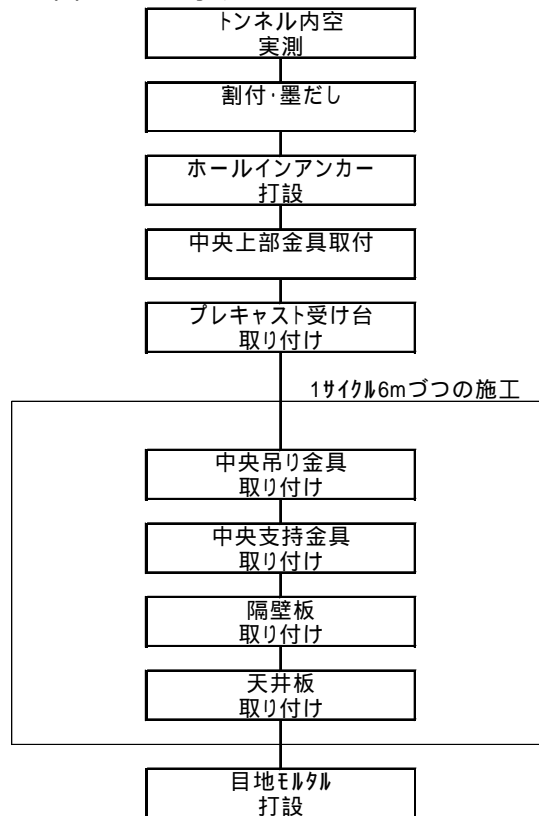 トンネル内空
実測
割付・墨だし
ホールインアンカー
打設
中央上部金具取付
プレキャスト受け台
取り付け
1ｻｲｸﾙ6mづつの施工
中央吊り金具
取り付け
中央支持金具
取り付け
隔壁板
取り付け
天井板
取り付け
目地ﾓﾙﾀﾙ
打設